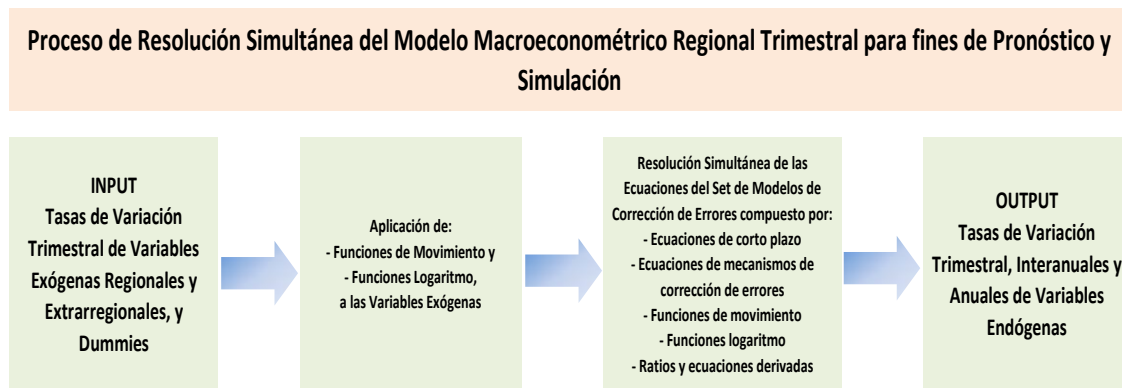 Proceso de Resolución Simultánea del Modelo Macroeconométrico Regional Trimestral para fines de Pronóstico y
Simulación
INPUT
Tasas de Variación
Trimestral de Variables
Exógenas Regionales y
Extrarregionales, y
Dummies
Aplicación de:
- Funciones de Movimiento y
- Funciones Logaritmo,
a las Variables Exógenas
Resolución Simultánea de las
Ecuaciones del Set de Modelos de
Corrección de Errores compuesto por:
- Ecuaciones de corto plazo
- Ecuaciones de mecanismos de
corrección de errores
- Funciones de movimiento
- Funciones logaritmo
- Ratios y ecuaciones derivadas
OUTPUT
Tasas de Variación
Trimestral, Interanuales y
Anuales de Variables
Endógenas